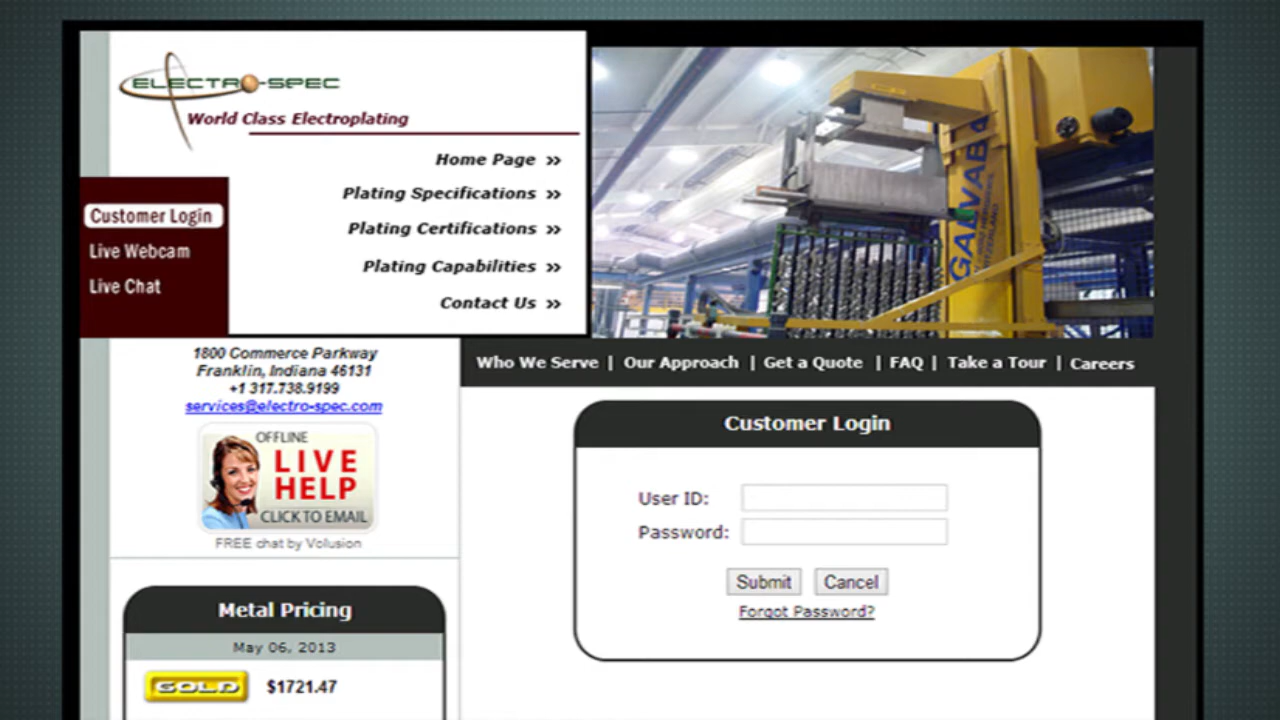 ELECTRO-SPEC
World Class Electroplating
Home Page »
Plating Specifications »
Plating Certifications »
Plating Capabilities »
Contact Us »
Customer Login
Live Webcam
Live Chat
GALVABAU
SWITZERLAND
1800 Commerce Parkway
Franklin, Indiana 46131
+1 317.738.9199
services@electro-spec.com
OFFLINE
LIVE
HELP
CLICK TO EMAIL
FREE chat by Volusion
Who We Serve | Our Approach | Get a Quote | FAQ | Take a Tour | Careers
Customer Login
User ID:
Password:
Submit Cancel
Forgot Password?
Metal Pricing
May 06, 2013
GOLD $1721.47